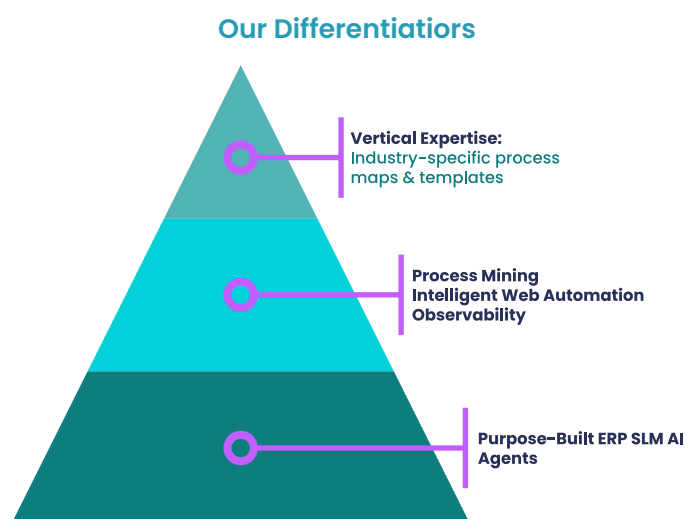 Our Differentiatiors
Vertical Expertise:
Industry-specific process
maps & templates
Process Mining
Intelligent Web Automation
Observability
Purpose-Built ERP SLM AI
Agents